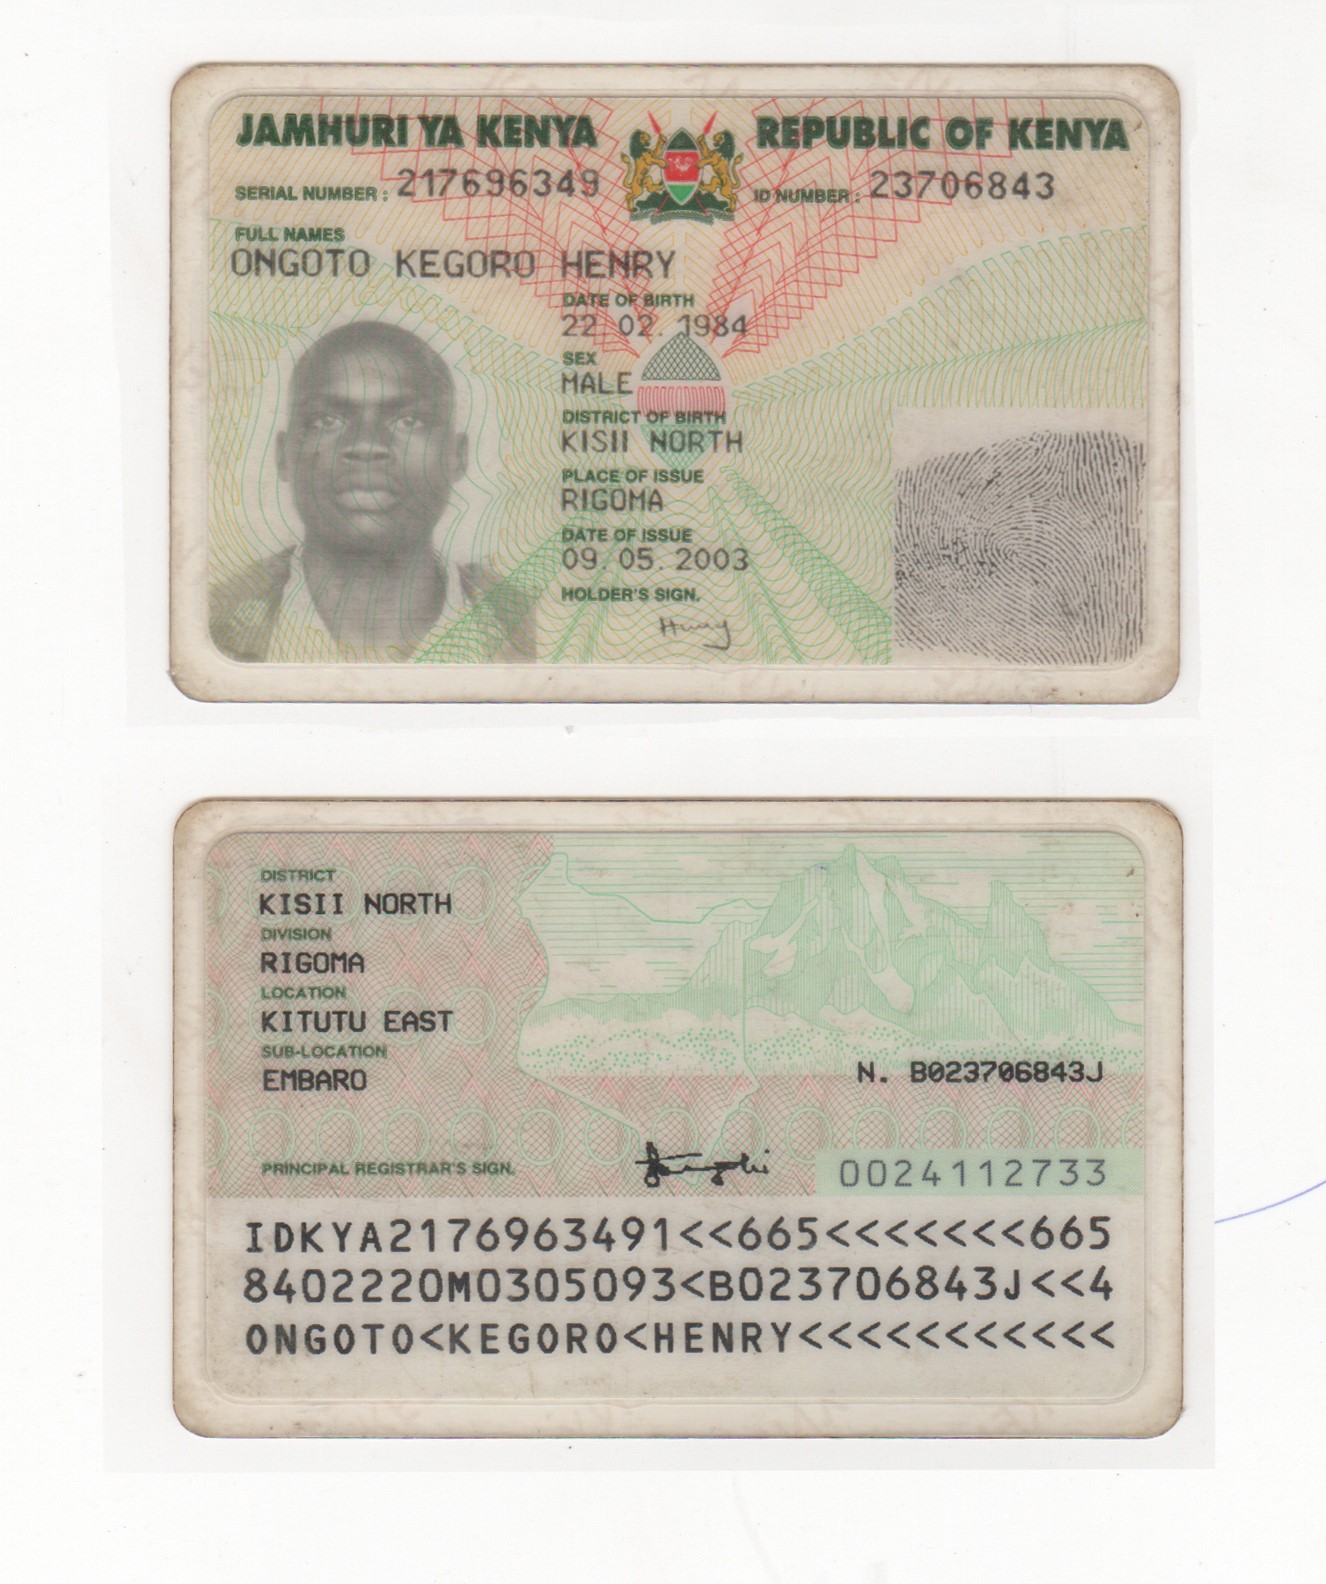 JAMHURI YA KENYA REPUBLIC OF KENYA
SERIAL NUMBER : 217696349 ID NUMBER : 23706843
FULL NAMES
ONGOTO KEGORO HENRY
DATE OF BIRTH
22. 02. 1984
SEX
MALE
DISTRICT OF BIRTH
KISII NORTH
PLACE OF ISSUE
RIGOMA
DATE OF ISSUE
09. 05. 2003
HOLDER'S SIGN.
Henry
DISTRICT
KISII NORTH
DIVISION
RIGOMA
LOCATION
KITUTU EAST
SUB-LOCATION
EMBARO
N. B023706843J
PRINCIPAL REGISTRAR'S SIGN.
0024112733
IDKYA2176963491<<665<<<<<<<665
8402220M0305093<B023706843J<<4
ONGOTO<KEGORO<HENRY<<<<<<<<<<<